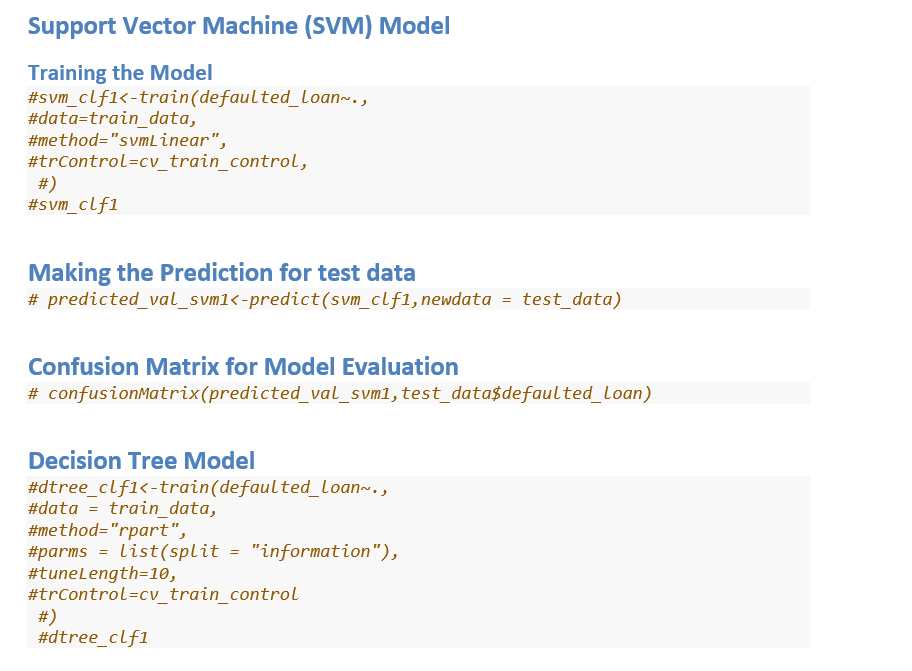 Support Vector Machine (SVM) Model
Training the Model
#svm_clf1<-train(defaulted_loan~.,
#data=train_data,
#method="svmLinear",
#trControl=cv_train_control,
 #)
#svm_clf1
Making the Prediction for test data
# predicted_val_svm1<-predict(svm_clf1,newdata = test_data)
Confusion Matrix for Model Evaluation
# confusionMatrix(predicted_val_svm1,test_data$defaulted_loan)
Decision Tree Model
#dtree_clf1<-train(defaulted_loan~.,
#data = train_data,
#method="rpart",
#parms = list(split = "information"),
#tuneLength=10,
#trControl=cv_train_control
 #)
 #dtree_clf1